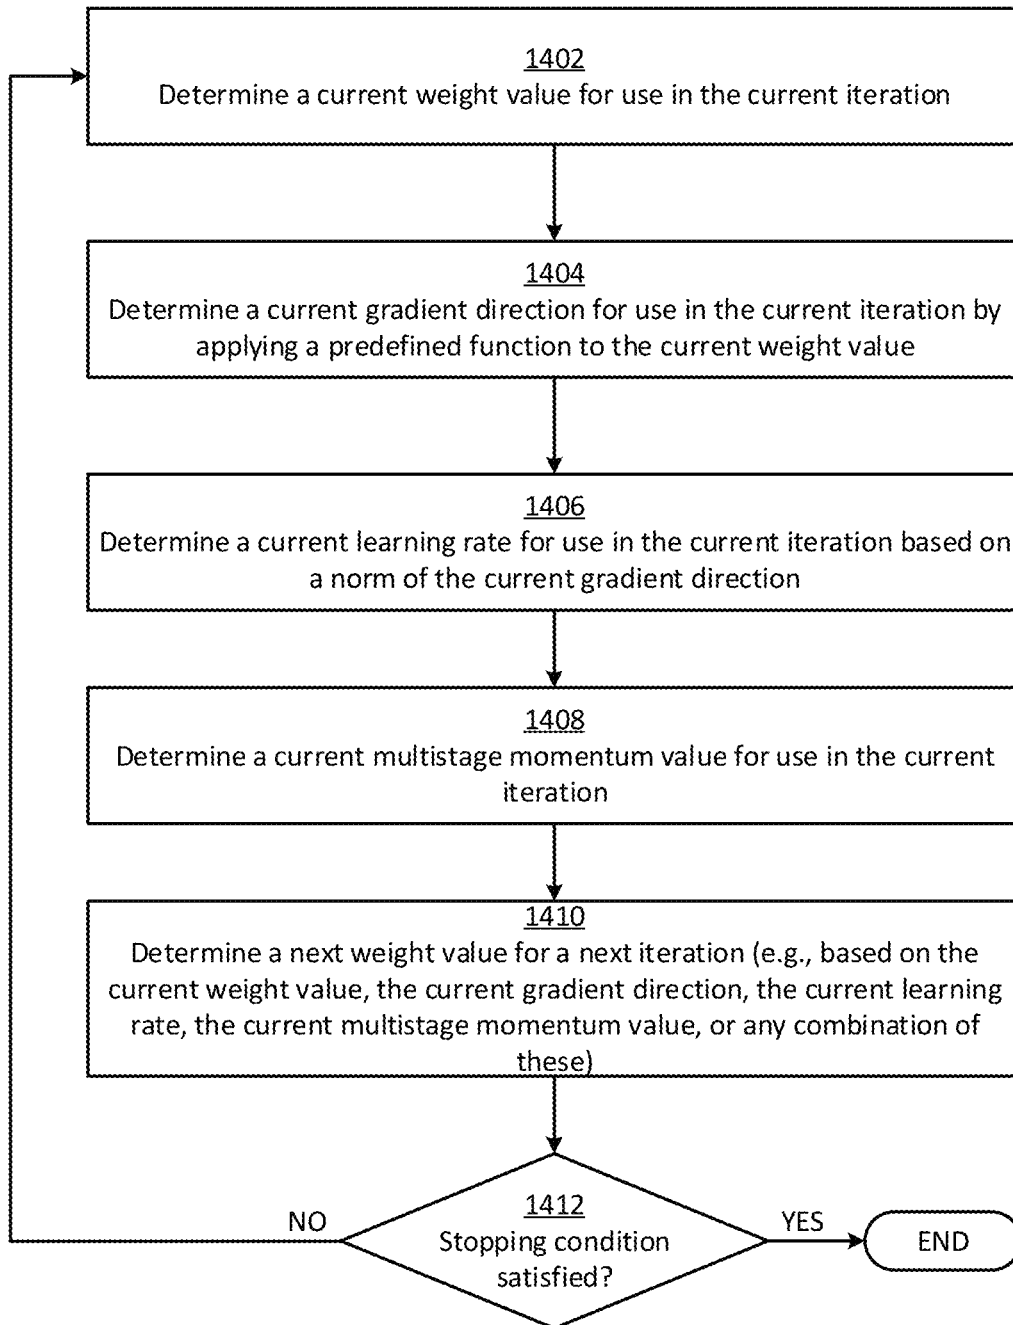 1402
Determine a current weight value for use in the current iteration
1404
Determine a current gradient direction for use in the current iteration by
applying a predefined function to the current weight value
1406
Determine a current learning rate for use in the current iteration based on
a norm of the current gradient direction
1408
Determine a current multistage momentum value for use in the current
iteration
1410
Determine a next weight value for a next iteration (e.g., based on the
current weight value, the current gradient direction, the current learning
rate, the current multistage momentum value, or any combination of
these)
1412
Stopping condition
satisfied?
NO
YES
END